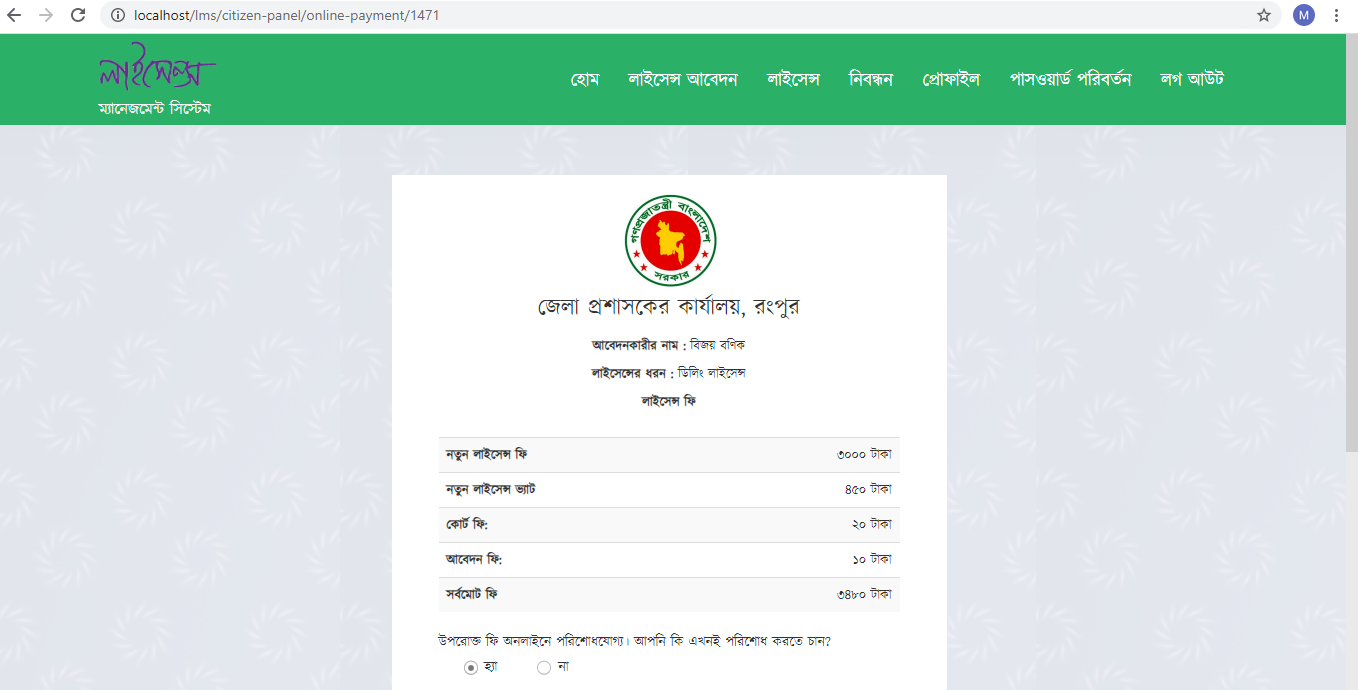 localhost/lms/citizen-panel/online-payment/1471
M
লাইসেন্স
ম্যানেজমেন্ট সিস্টেম
হোম লাইসেন্স আবেদন লাইসেন্স নিবন্ধন প্রোফাইল পাসওয়ার্ড পরিবর্তন লগ আউট
গণপ্রজাতন্ত্রী বাংলাদেশ
সরকার
জেলা প্রশাসকের কার্যালয়, রংপুর
আবেদনকারীর নাম : বিজয় বণিক
লাইসেন্সের ধরন : ডিলিং লাইসেন্স
লাইসেন্স ফি
নতুন লাইসেন্স ফি ৩০০০ টাকা
নতুন লাইসেন্স ভ্যাট ৪৫০ টাকা
কোর্ট ফি: ২০ টাকা
আবেদন ফি: ১০ টাকা
সর্বমোট ফি ৩৪৮০ টাকা
উপরোক্ত ফি অনলাইনে পরিশোধযোগ্য। আপনি কি এখনই পরিশোধ করতে চান?
হ্যা না